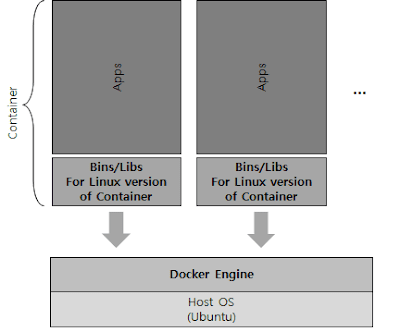 Container
Apps
Apps
...
Bins/Libs
For Linux version
of Container
Bins/Libs
For Linux version
of Container
Docker Engine
Host OS
(Ubuntu)